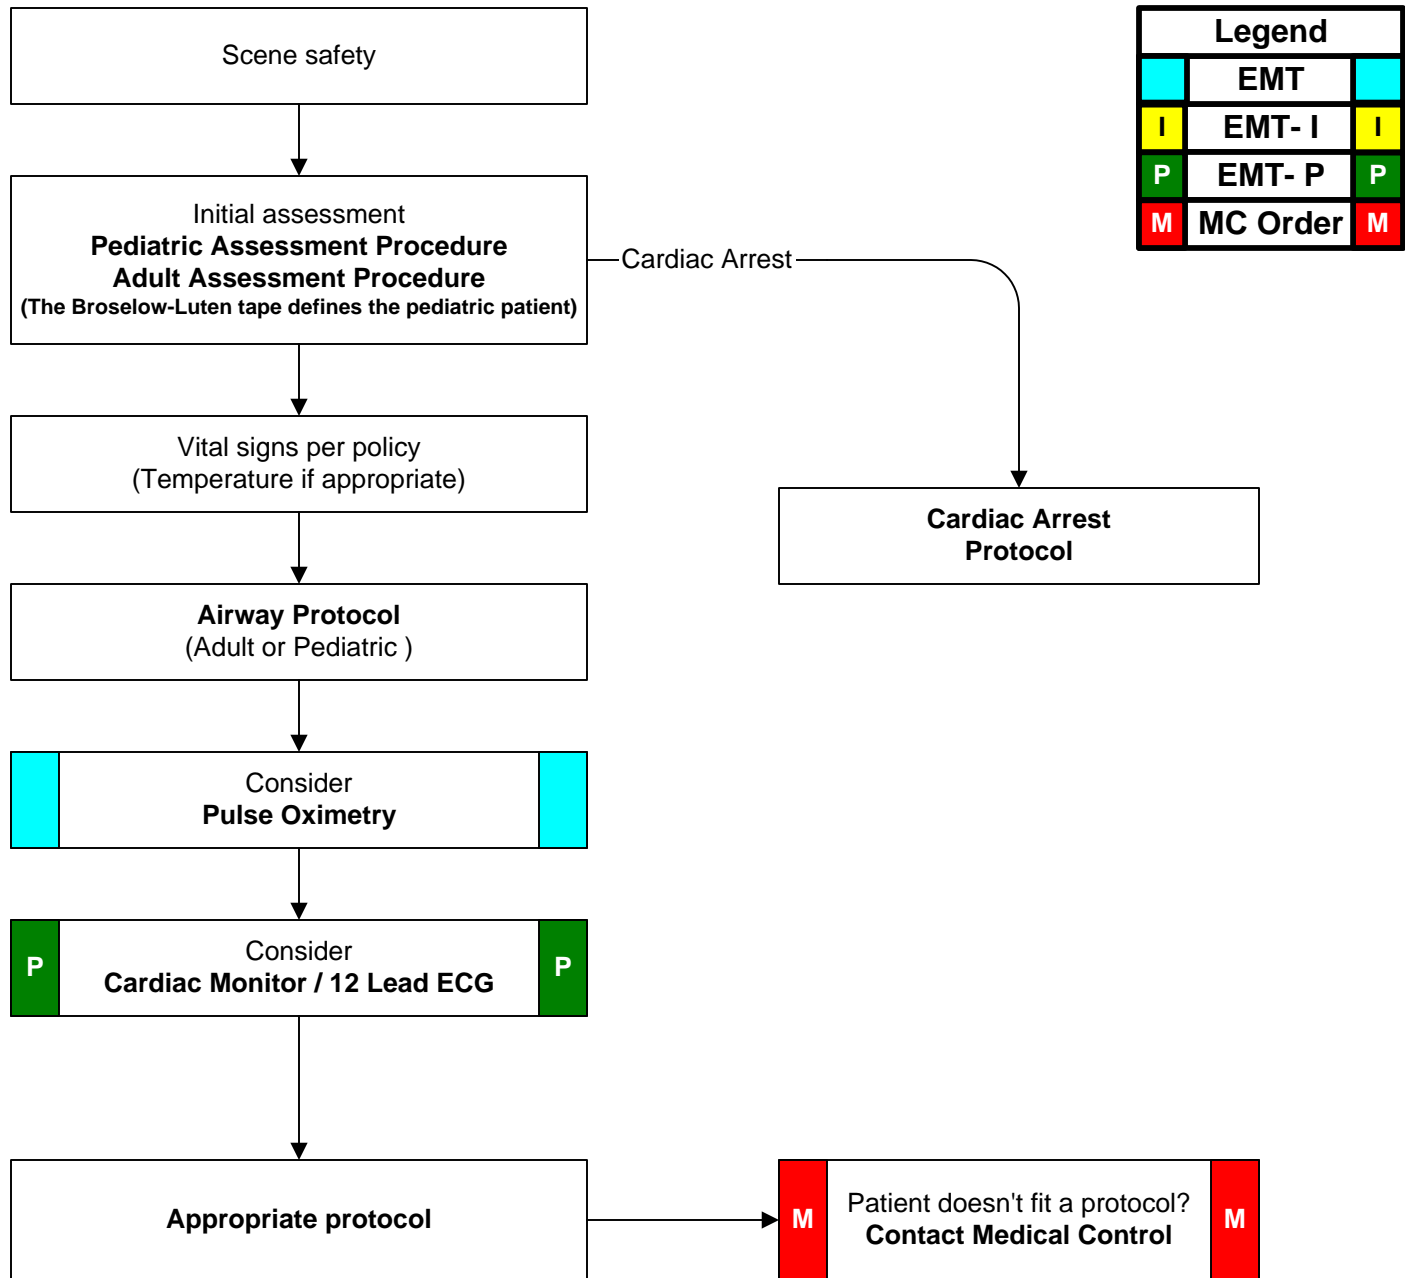 Scene safety
Legend
EMT
I EMT- I I
P EMT- P P
M MC Order M
Initial assessment
Pediatric Assessment Procedure
Adult Assessment Procedure
(The Broselow-Luten tape defines the pediatric patient)
Cardiac Arrest
Vital signs per policy
(Temperature if appropriate)
Cardiac Arrest
Protocol
Airway Protocol
(Adult or Pediatric )
Consider
Pulse Oximetry
P Consider P
Cardiac Monitor / 12 Lead ECG
Appropriate protocol
M Patient doesn't fit a protocol? M
Contact Medical Control